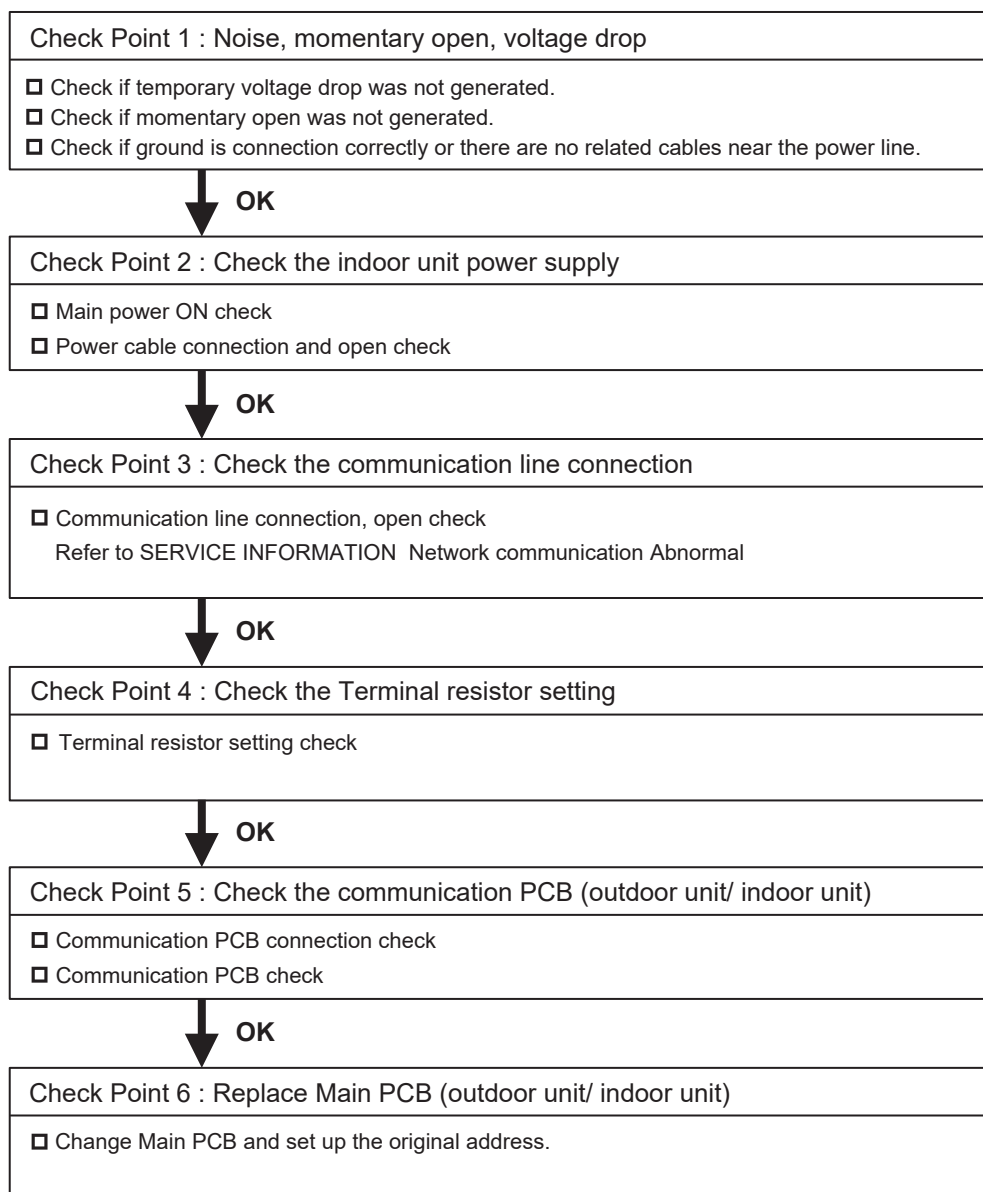 Check Point 1 : Noise, momentary open, voltage drop
Check if temporary voltage drop was not generated.
Check if momentary open was not generated.
Check if ground is connection correctly or there are no related cables near the power line.
OK
Check Point 2 : Check the indoor unit power supply
Main power ON check
Power cable connection and open check
OK
Check Point 3 : Check the communication line connection
Communication line connection, open check
Refer to SERVICE INFORMATION Network communication Abnormal
OK
Check Point 4 : Check the Terminal resistor setting
Terminal resistor setting check
OK
Check Point 5 : Check the communication PCB (outdoor unit/ indoor unit)
Communication PCB connection check
Communication PCB check
OK
Check Point 6 : Replace Main PCB (outdoor unit/ indoor unit)
Change Main PCB and set up the original address.